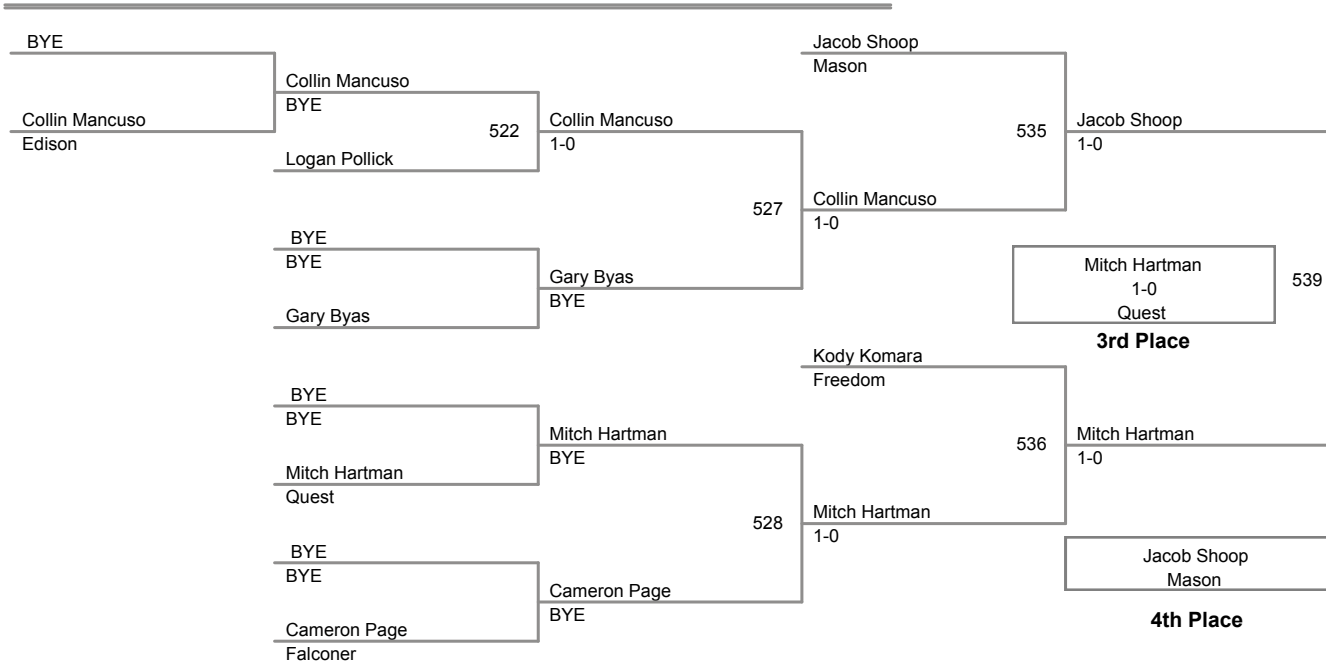 BYE
Collin Mancuso
Edison
Collin Mancuso
BYE
Logan Pollick
522
BYE
BYE
Gary Byas
Collin Mancuso
1-0
Gary Byas
BYE
527
Jacob Shoop
Mason
Collin Mancuso
1-0
535
Jacob Shoop
1-0
Mitch Hartman
1-0
Quest
539
3rd Place
BYE
BYE
Mitch Hartman
Quest
BYE
BYE
Cameron Page
Falconer
Mitch Hartman
BYE
Cameron Page
BYE
528
Kody Komara
Freedom
Mitch Hartman
1-0
536
Mitch Hartman
1-0
Jacob Shoop
Mason
4th Place